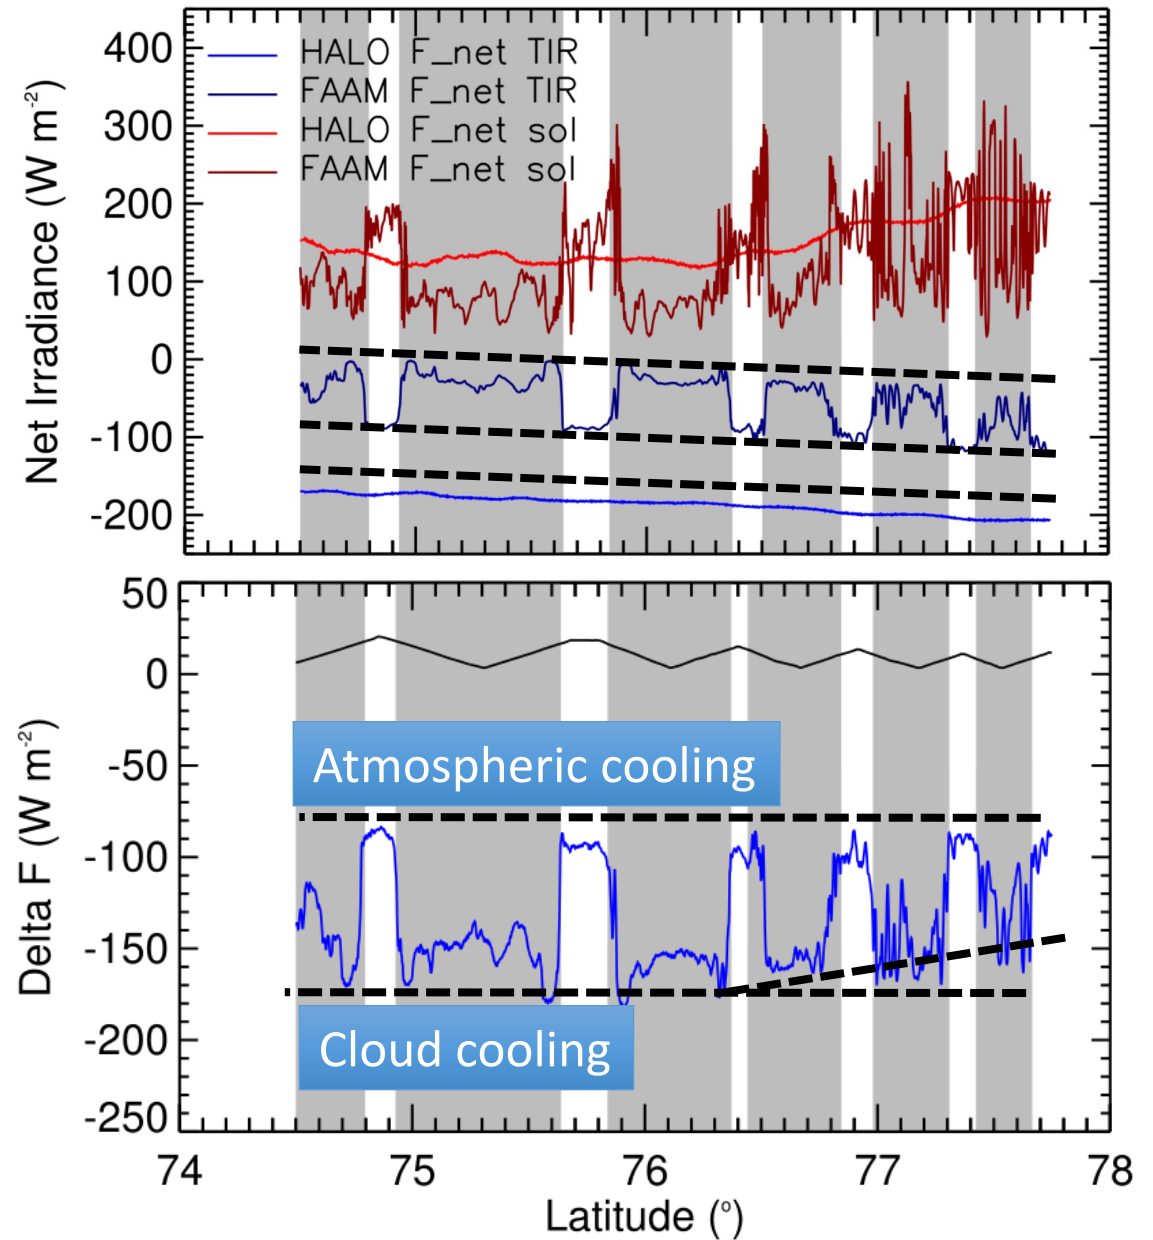 400
300
200
100
0
-100
-200
Net Irradiance (W m-2)
HALO F_net TIR
FAAM F_net TIR
HALO F_net sol
FAAM F_net sol
50
0
-50
-100
-150
-200
-250
Delta F (W m-2)
Atmospheric cooling
Cloud cooling
74 75 76 77 78
Latitude (o)